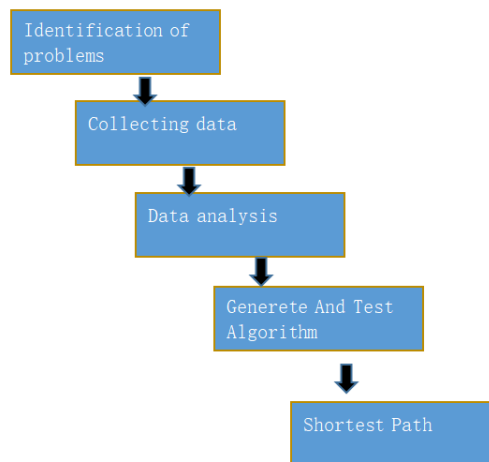 Identification of
problems
Collecting data
Data analysis
Generete And Test
Algorithm
Shortest Path